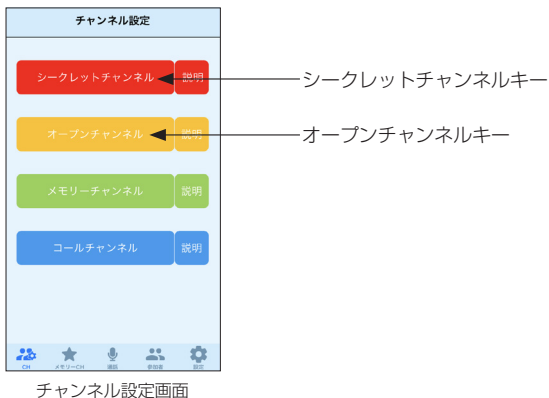 チャンネル設定
シークレットチャンネル 説明 シークレットチャンネルキー
オープンチャンネル 説明 オープンチャンネルキー
メモリーチャンネル 説明
コールチャンネル 説明
CH メモリーCH 通話 参加者 設定
チャンネル設定画面